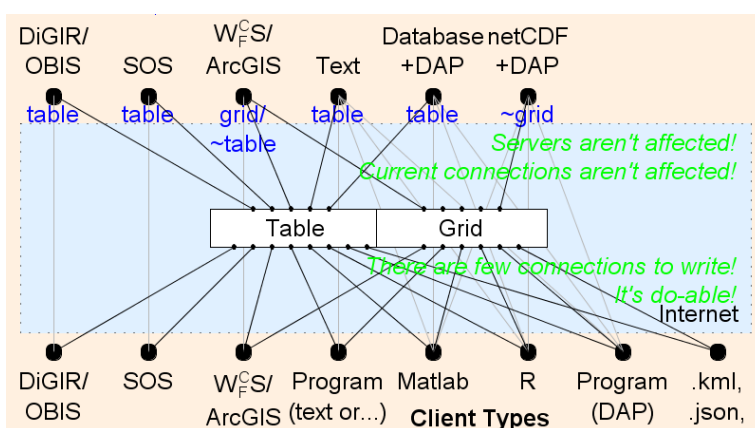 DiGIR/
OBIS
SOS
WCFS/
ArcGIS
Text
Database
+DAP
netCDF
+DAP
table
table
grid/
~table
table
table
~grid
Servers aren't affected!
Current connections aren't affected!
Table
Grid
There are few connections to write!
It's do-able!
Internet
DiGIR/
OBIS
SOS
WCFS/
ArcGIS
Program
(text or...)
Matlab
R
Program
(DAP)
.kml,
.json,
Client Types